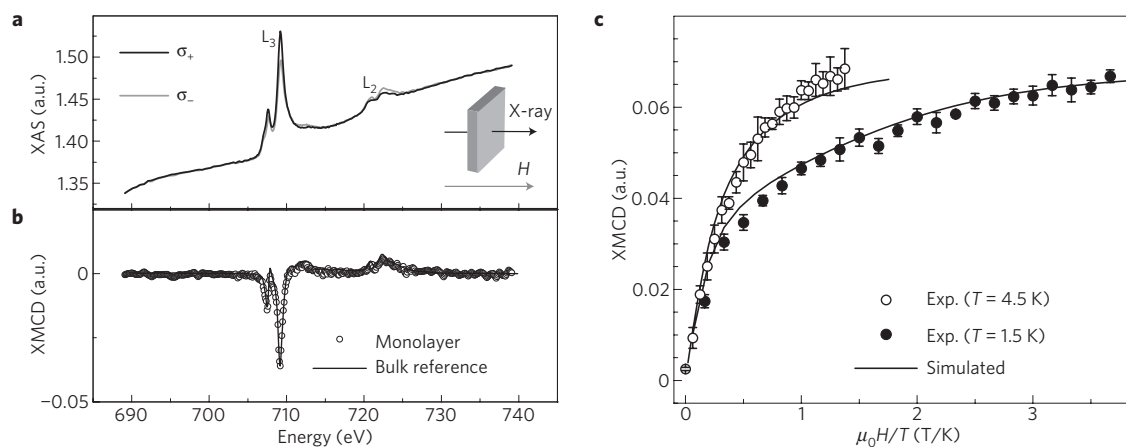 a
XAS (a.u.)
1.50
1.45
1.40
1.35
σ+
σ−
L3
L2
X-ray
H
b
XMCD (a.u.)
0
−0.05
Monolayer
Bulk reference
690 700 710 720 730 740
Energy (eV)
c
XMCD (a.u.)
0.06
0.04
0.02
0
Exp. (T = 4.5 K)
Exp. (T = 1.5 K)
Simulated
0 1 2 3
μ0H/T (T/K)